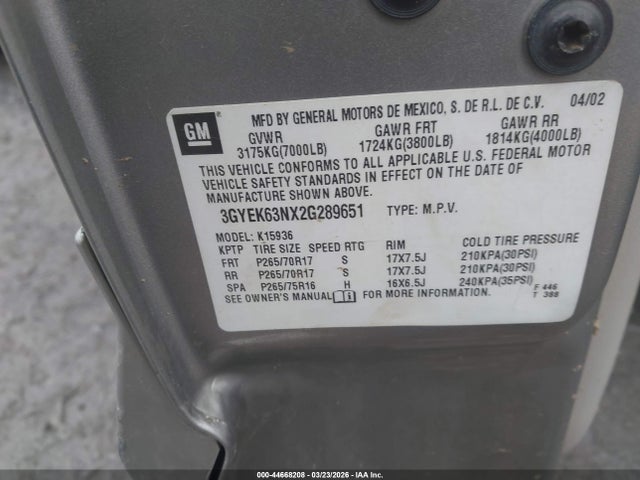 MFD BY GENERAL MOTORS DE MEXICO, S. DE R.L. DE C.V. 04/02
GM
GVWR GAWR FRT GAWR RR
3175KG(7000LB) 1724KG(3800LB) 1814KG(4000LB)
THIS VEHICLE CONFORMS TO ALL APPLICABLE U.S. FEDERAL MOTOR
VEHICLE SAFETY STANDARDS IN EFFECT ON THE DATE OF
MANUFACTURE SHOWN ABOVE.
3GYEK63NX2G289651 TYPE: M.P.V.
MODEL: K15936
KPTP TIRE SIZE SPEED RTG RIM COLD TIRE PRESSURE
FRT P265/70R17 S 17X7.5J 210KPA(30PSI)
RR P265/70R17 S 17X7.5J 210KPA(30PSI)
SPA P265/75R16 H 16X6.5J 240KPA(35PSI)
SEE OWNER'S MANUAL FOR MORE INFORMATION. F 446
T 388
000-44668208 - 03/23/2026 - IAA Inc.